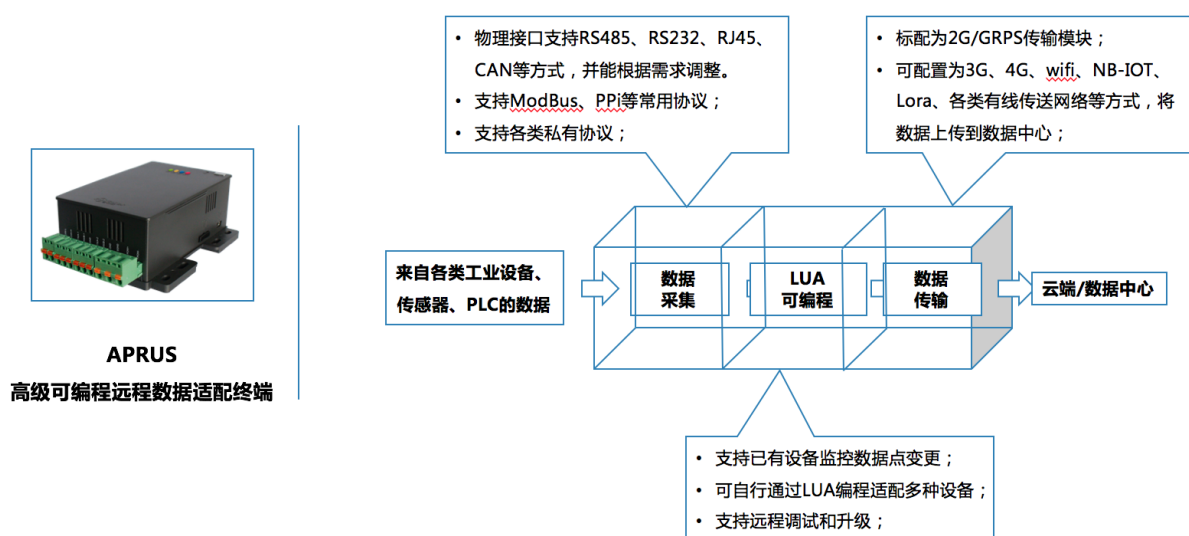 • 物理接口支持RS485、RS232、RJ45、
CAN等方式，并能根据需求调整。
• 支持ModBus、PPi等常用协议；
• 支持各类私有协议；
• 标配为2G/GRPS传输模块；
• 可配置为3G、4G、wifi、NB-IOT、
Lora、各类有线传送网络等方式，将
数据上传到数据中心；
来自各类工业设备、
传感器、PLC的数据
数据
采集
LUA
可编程
数据
传输
云端/数据中心
APRUS
高级可编程远程数据适配终端
• 支持已有设备监控数据点变更；
• 可自行通过LUA编程适配多种设备；
• 支持远程调试和升级；